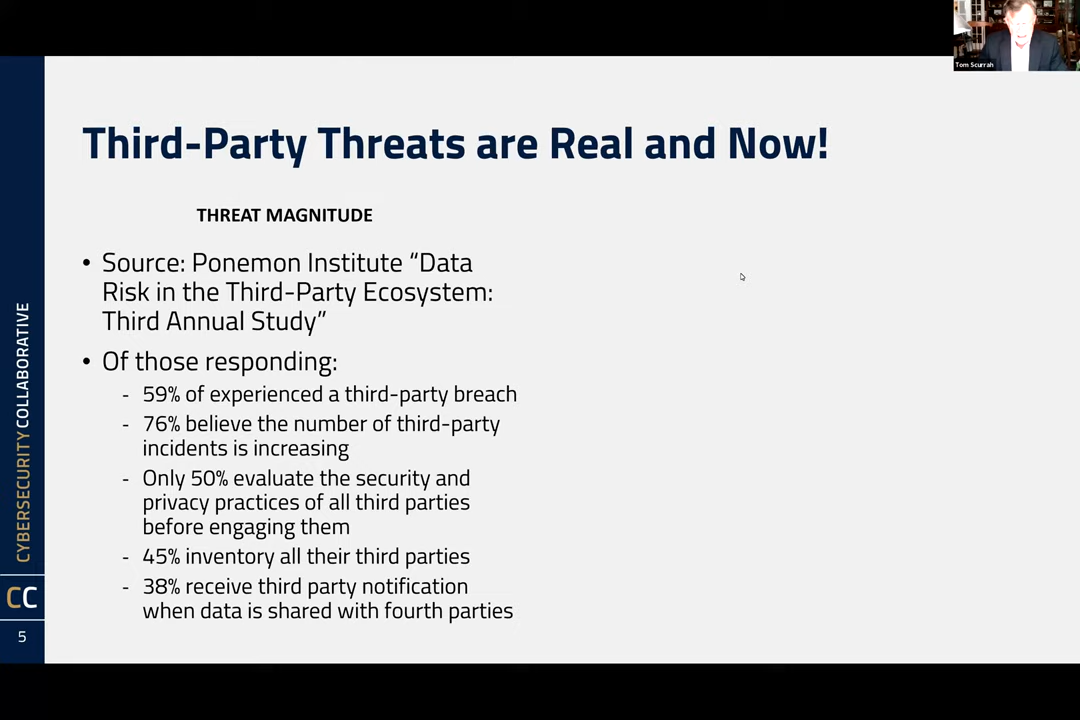 Tom Scurrah
Third-Party Threats are Real and Now!
THREAT MAGNITUDE
• Source: Ponemon Institute “Data
Risk in the Third-Party Ecosystem:
Third Annual Study”
• Of those responding:
- 59% of experienced a third-party breach
- 76% believe the number of third-party
incidents is increasing
- Only 50% evaluate the security and
privacy practices of all third parties
before engaging them
- 45% inventory all their third parties
- 38% receive third party notification
when data is shared with fourth parties
CYBERSECURITY COLLABORATIVE
CC
5